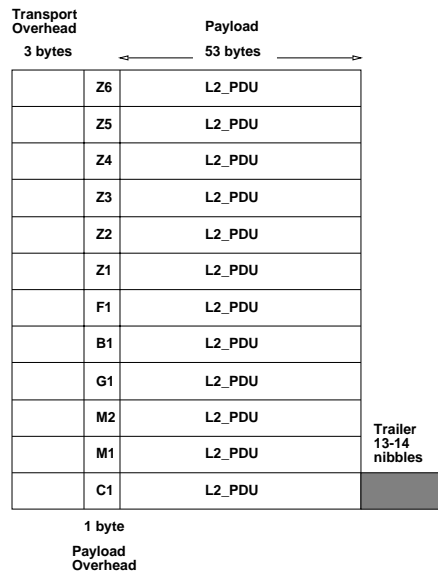 Transport
Overhead
Payload
3 bytes
53 bytes
Z6 L2_PDU
Z5 L2_PDU
Z4 L2_PDU
Z3 L2_PDU
Z2 L2_PDU
Z1 L2_PDU
F1 L2_PDU
B1 L2_PDU
G1 L2_PDU
M2 L2_PDU
M1 L2_PDU
C1 L2_PDU
Trailer
13-14
nibbles
1 byte
Payload
Overhead